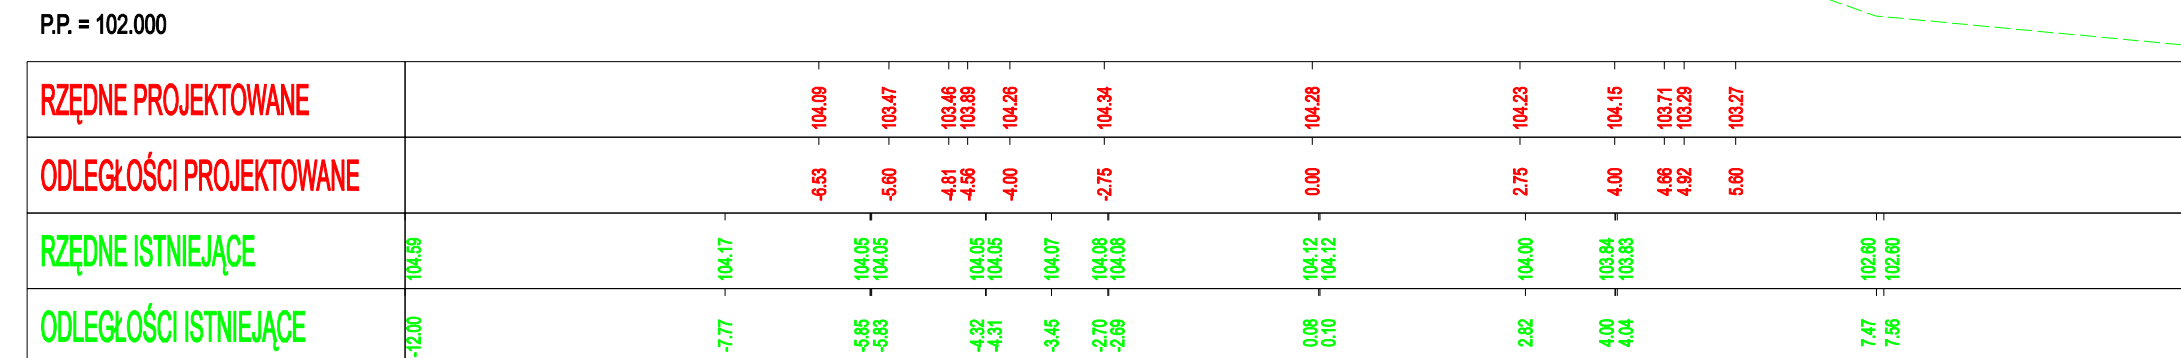 P.P. = 102.000
RZĘDNE PROJEKTOWANE 104.09 103.47 103.46 103.89 104.26 104.34 104.28 104.23 104.15 103.71 103.29 103.27
ODLEGŁOŚCI PROJEKTOWANE -6.53 -5.60 -4.81 -4.56 -4.00 -2.75 0.00 2.75 4.00 4.66 4.92 5.60
RZĘDNE ISTNIEJĄCE 104.59 104.17 104.05 104.05 104.05 104.05 104.07 104.08 104.08 104.12 104.12 104.00 103.84 103.83 102.60 102.60
ODLEGŁOŚCI ISTNIEJĄCE -12.00 -7.77 -5.85 -5.83 -4.32 -4.31 -3.45 -2.70 -2.69 0.08 0.10 2.82 4.00 4.04 7.47 7.56